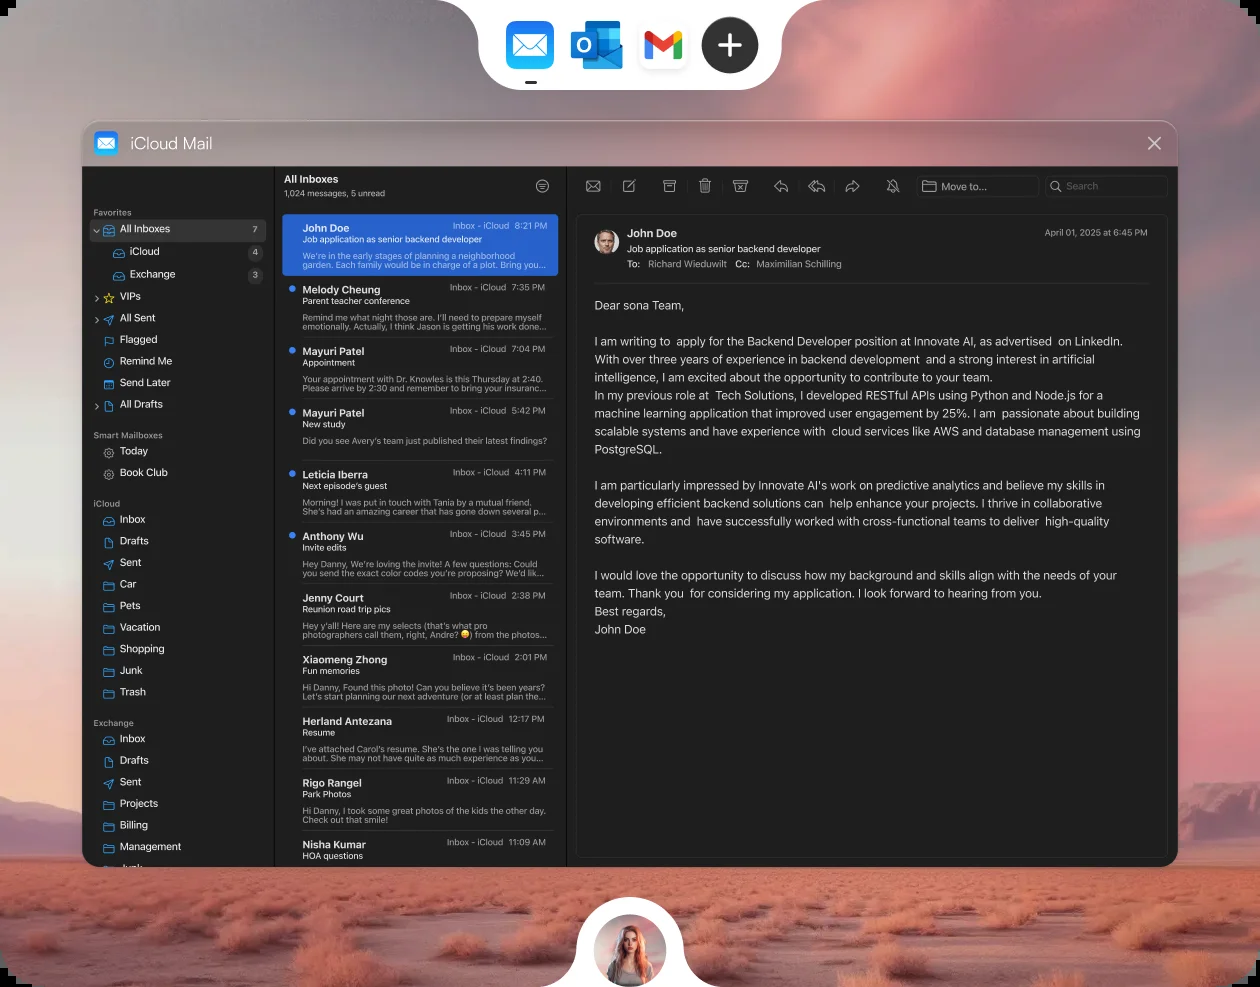 iCloud Mail
Favorites
All Inboxes 7
iCloud 4
Exchange 3
VIPs
All Sent
Flagged
Remind Me
Send Later
All Drafts
Smart Mailboxes
Today
Book Club
iCloud
Inbox
Drafts
Sent
Car
Pets
Vacation
Shopping
Junk
Trash
Exchange
Inbox
Drafts
Sent
Projects
Billing
Management
All Inboxes
1,024 messages, 5 unread
John Doe Inbox - iCloud 8:21 PM
Job application as senior backend developer
We're in the early stages of planning a neighborhood
garden. Each family would be in charge of a plot. Bring you...
Melody Cheung Inbox - iCloud 7:35 PM
Parent teacher conference
Remind me what night those are. I'll need to prepare myself
emotionally. Actually, I think Jason is getting his work done...
Mayuri Patel Inbox - iCloud 7:04 PM
Appointment
Your appointment with Dr. Knowles is this Thursday at 2:40.
Please arrive by 2:30 and remember to bring your insuranc...
Mayuri Patel Inbox - iCloud 5:42 PM
New study
Did you see Avery's team just published their latest findings?
Leticia Iberra Inbox - iCloud 4:11 PM
Next episode's guest
Morning! I was put in touch with Tania by a mutual friend.
She's had an amazing career that has gone down several p...
Anthony Wu Inbox - iCloud 3:45 PM
Invite edits
Hey Danny, We're loving the invite! A few questions: Could
you send the exact color codes you're proposing? We'd lik...
Jenny Court Inbox - iCloud 2:38 PM
Reunion road trip pics
Hey y'all! Here are my selects (that's what pro
photographers call them, right, Andre? 😅) from the photos...
Xiaomeng Zhong Inbox - iCloud 2:01 PM
Fun memories
Hi Danny, Found this photo! Can you believe it's been years?
Let's start planning our next adventure (or at least plan the...
Herland Antezana Inbox - iCloud 12:17 PM
Resume
I've attached Carol's resume. She's the one I was telling you
about. She may not have quite as much experience as you...
Rigo Rangel Inbox - iCloud 11:29 AM
Park Photos
Hi Danny, I took some great photos of the kids the other day.
Check out that smile!
Nisha Kumar Inbox - iCloud 11:09 AM
HOA questions
Move to...
Search
John Doe April 01, 2025 at 6:45 PM
Job application as senior backend developer
To: Richard Wieduwilt Cc: Maximilian Schilling
Dear sona Team,
I am writing to apply for the Backend Developer position at Innovate AI, as advertised on LinkedIn.
With over three years of experience in backend development and a strong interest in artificial
intelligence, I am excited about the opportunity to contribute to your team.
In my previous role at Tech Solutions, I developed RESTful APIs using Python and Node.js for a
machine learning application that improved user engagement by 25%. I am passionate about building
scalable systems and have experience with cloud services like AWS and database management using
PostgreSQL.
I am particularly impressed by Innovate AI's work on predictive analytics and believe my skills in
developing efficient backend solutions can help enhance your projects. I thrive in collaborative
environments and have successfully worked with cross-functional teams to deliver high-quality
software.
I would love the opportunity to discuss how my background and skills align with the needs of your
team. Thank you for considering my application. I look forward to hearing from you.
Best regards,
John Doe